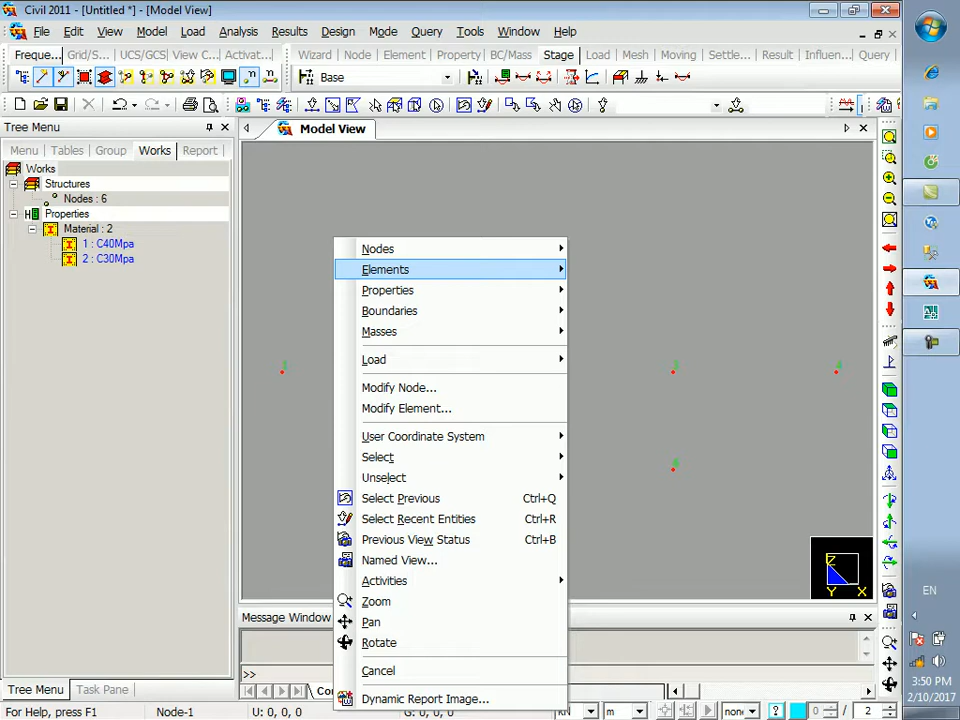 Civil 2011 - [Untitled *] - [Model View]
File Edit View Model Load Analysis Results Design Mode Query Tools Window Help
Freque... Grid/S... UCS/GCS View C... Activat... Wizard Node Element Property BC/Mass Stage Load Mesh Moving Settle... Result Influen... Query
Base
Tree Menu
Model View
Menu Tables Group Works Report
Works
Structures
Nodes : 6
Properties
Material : 2
1 : C40Mpa
2 : C30Mpa
Nodes
Elements
Properties
Boundaries
Masses
Load
Modify Node...
Modify Element...
User Coordinate System
Select
Unselect
Select Previous Ctrl+Q
Select Recent Entities Ctrl+R
Previous View Status Ctrl+B
Named View...
Activities
Zoom
Pan
Rotate
Cancel
Dynamic Report Image...
Z
Y X
Message Window
>>
Tree Menu Task Pane
For Help, press F1 Node-1 U: 0, 0, 0 G: 0, 0, 0 KN m none 0 / 2
EN
3:50 PM
2/10/2017